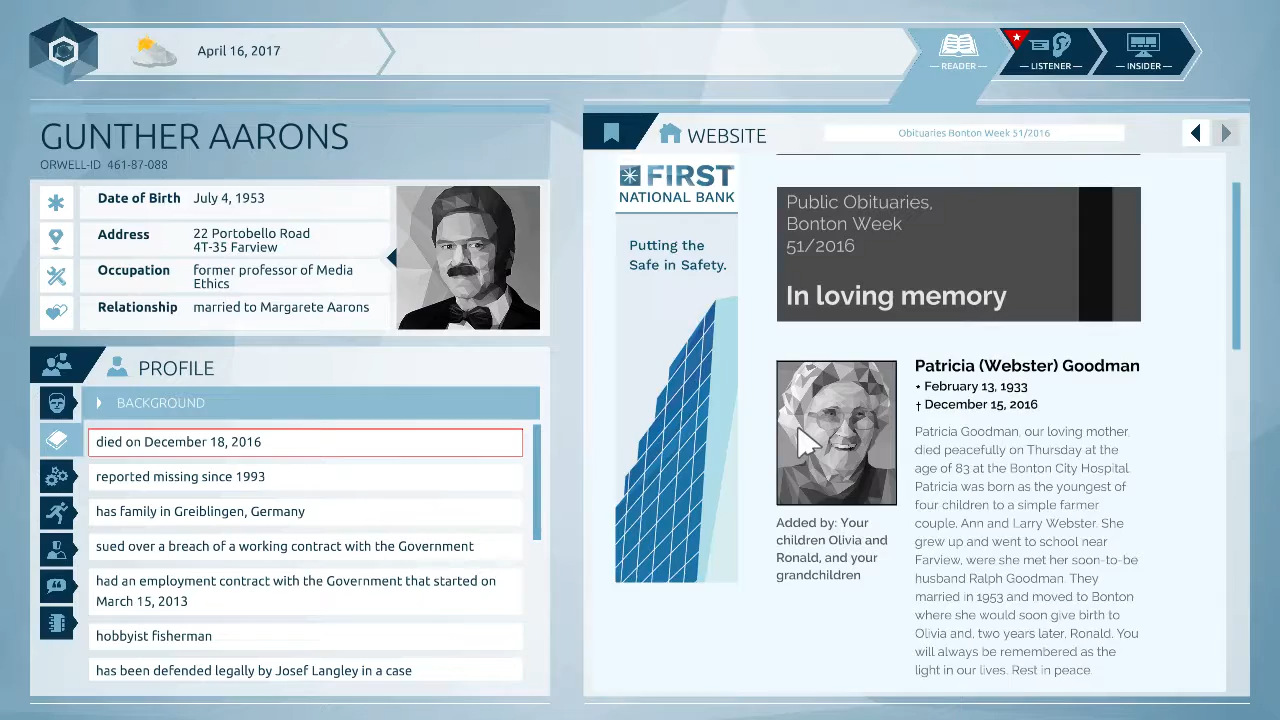 April 16, 2017
READER
LISTENER
INSIDER
GUNTHER AARONS
ORWELL-ID 461-87-088
Date of Birth July 4, 1953
Address 22 Portobello Road
4T-35 Farview
Occupation former professor of Media
Ethics
Relationship married to Margarete Aarons
PROFILE
BACKGROUND
died on December 18, 2016
reported missing since 1993
has family in Greiblingen, Germany
sued over a breach of a working contract with the Government
had an employment contract with the Government that started on
March 15, 2013
hobbyist fisherman
has been defended legally by Josef Langley in a case
WEBSITE
Obituaries Bonton Week 51/2016
FIRST
NATIONAL BANK
Putting the
Safe in Safety.
Public Obituaries,
Bonton Week
51/2016
In loving memory
Patricia (Webster) Goodman
* February 13, 1933
† December 15, 2016
Added by: Your
children Olivia and
Ronald, and your
grandchildren
Patricia Goodman, our loving mother,
died peacefully on Thursday at the
age of 83 at the Bonton City Hospital.
Patricia was born as the youngest of
four children to a simple farmer
couple, Ann and Larry Webster. She
grew up and went to school near
Farview, were she met her soon-to-be
husband Ralph Goodman. They
married in 1953 and moved to Bonton
where she would soon give birth to
Olivia and, two years later, Ronald. You
will always be remembered as the
light in our lives. Rest in peace.